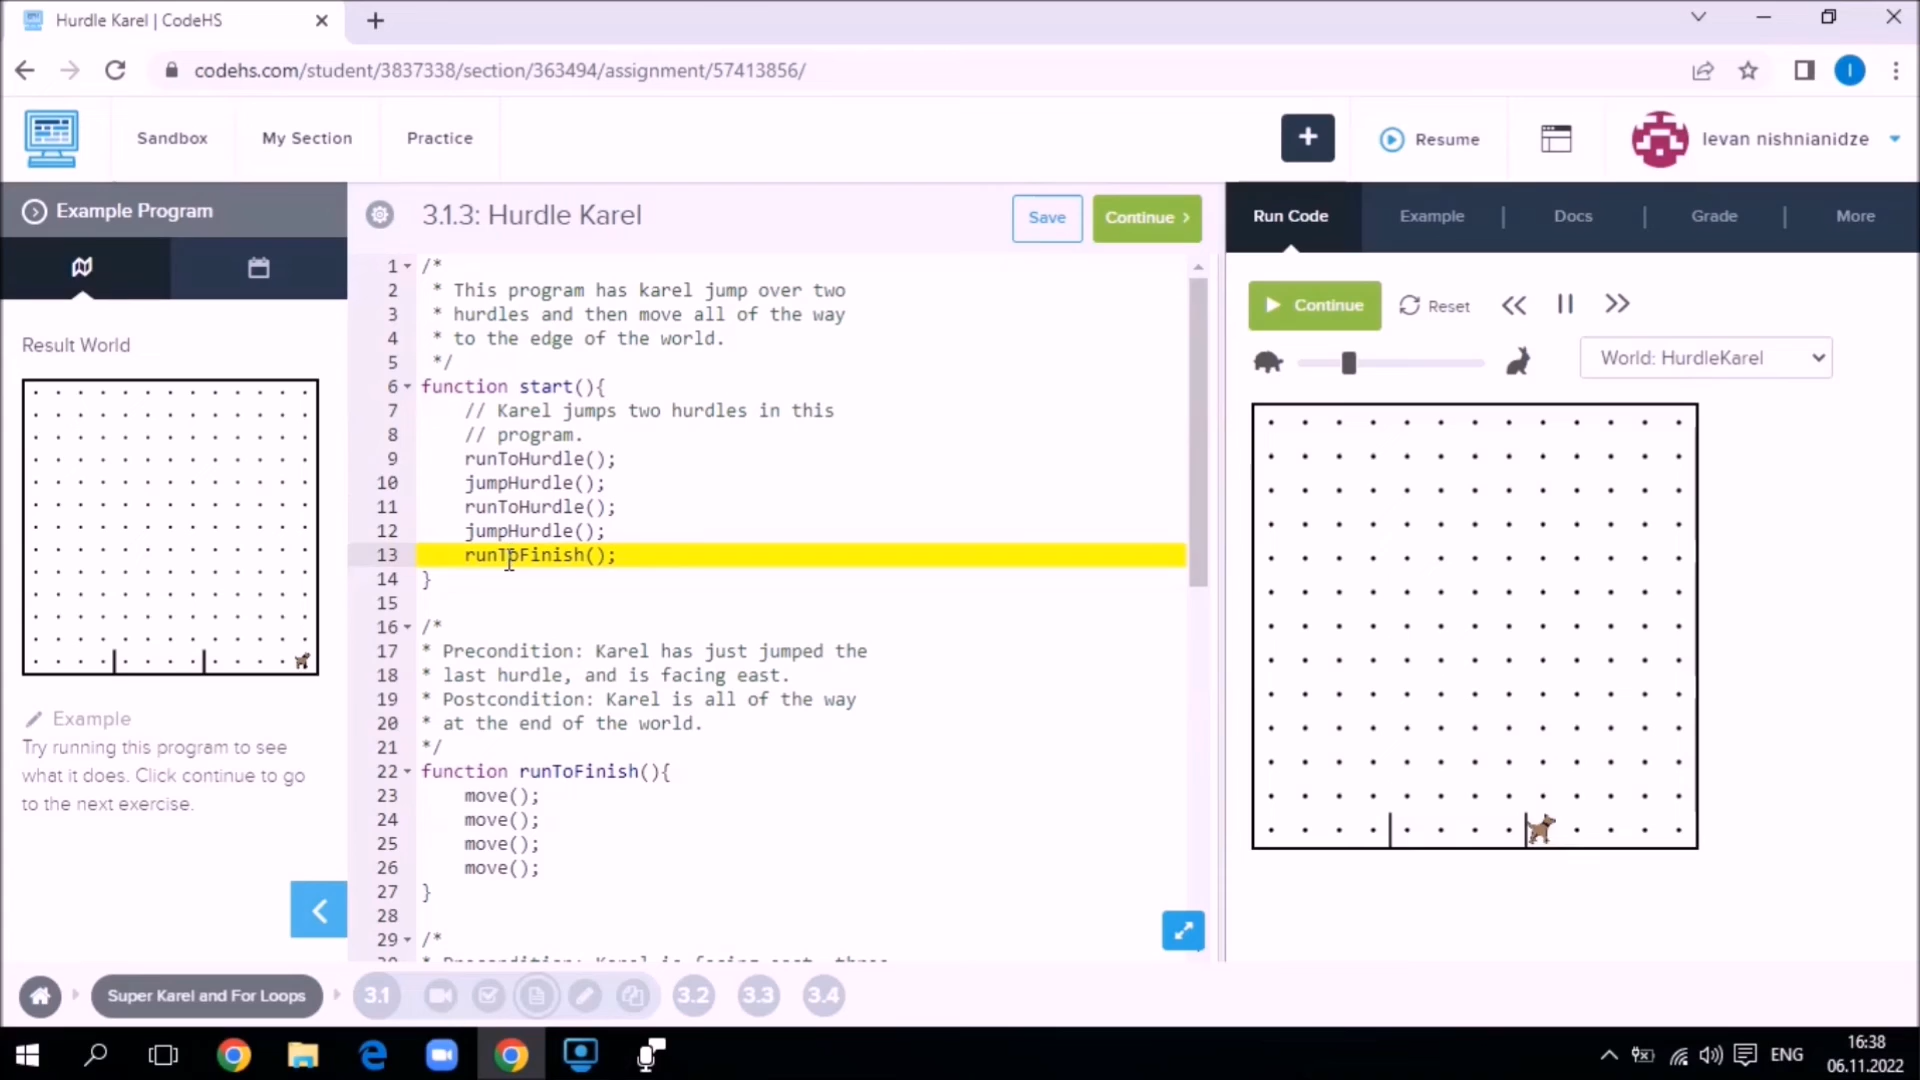 Hurdle Karel | CodeHS
codehs.com/student/3837338/section/363494/assignment/57413856/
I
Sandbox
My Section
Practice
+
Resume
levan nishnianidze
Example Program
3.1.3: Hurdle Karel
Save
Continue >
Run Code
Example
Docs
Grade
More
Result World
Example
Try running this program to see
what it does. Click continue to go
to the next exercise.
1 /*
2 * This program has karel jump over two
3 * hurdles and then move all of the way
4 * to the edge of the world.
5 */
6 function start(){
7 // Karel jumps two hurdles in this
8 // program.
9 runToHurdle();
10 jumpHurdle();
11 runToHurdle();
12 jumpHurdle();
13 runToFinish();
14 }
15
16 /*
17 * Precondition: Karel has just jumped the
18 * last hurdle, and is facing east.
19 * Postcondition: Karel is all of the way
20 * at the end of the world.
21 */
22 function runToFinish(){
23 move();
24 move();
25 move();
26 move();
27 }
28
29 /*
30 * Precondition: Karel is facing east, three
Continue
Reset
World: HurdleKarel
Super Karel and For Loops
3.1
3.2
3.3
3.4
ENG
16:38
06.11.2022